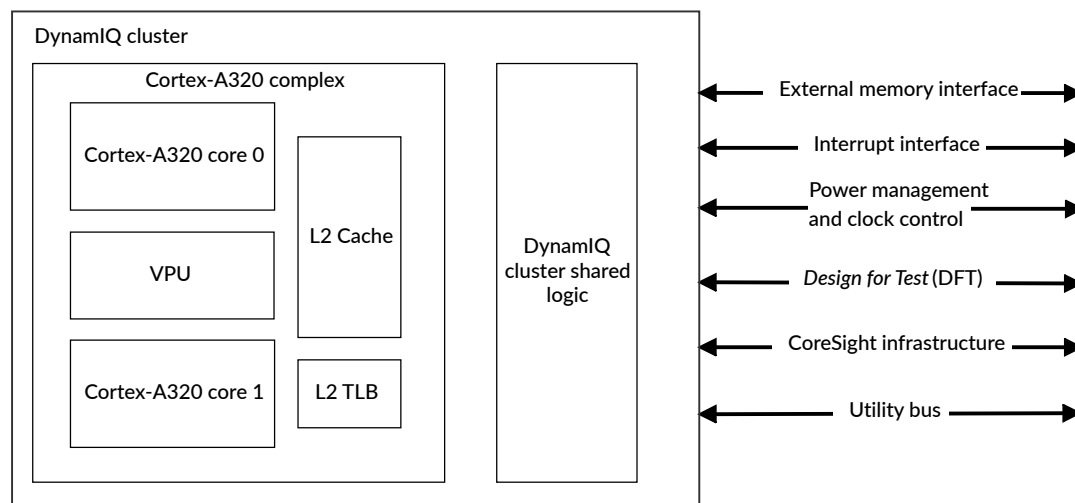 DynamIQ cluster
Cortex-A320 complex
Cortex-A320 core 0
VPU
Cortex-A320 core 1
L2 Cache
L2 TLB
DynamIQ
cluster shared
logic
External memory interface
Interrupt interface
Power management
and clock control
Design for Test (DFT)
CoreSight infrastructure
Utility bus